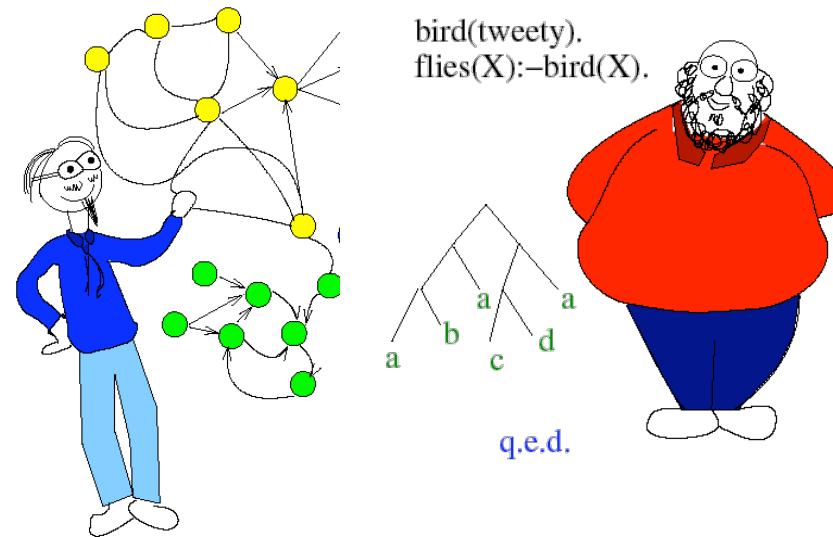 bird(tweety).
flies(X):–bird(X).
a a
b d
a c
q.e.d.